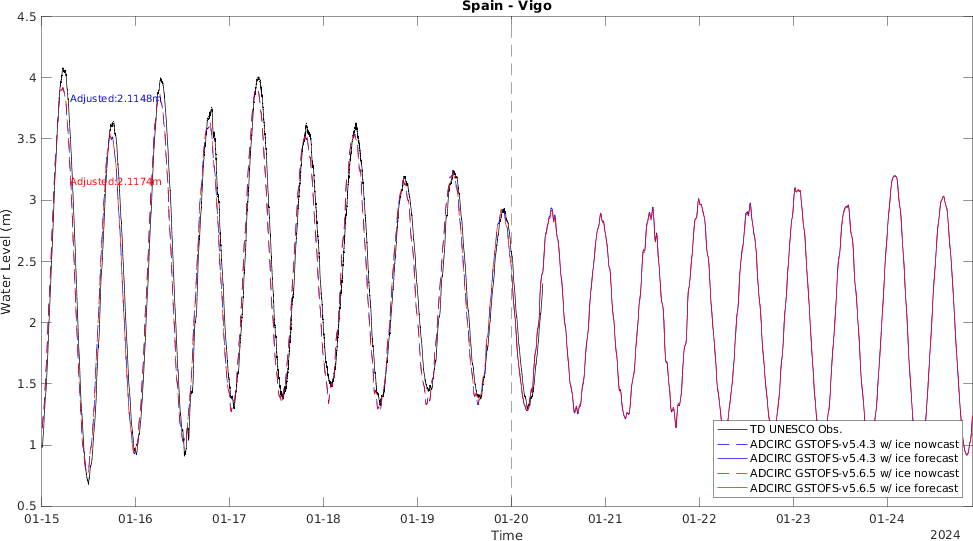 Spain - Vigo
4.5
4
3.5
3
2.5
2
1.5
1
0.5
Water Level (m)
Adjusted:2.1148m
Adjusted:2.1174m
TD UNESCO Obs.
ADCIRC GSTOFS-v5.4.3 w/ ice nowcast
ADCIRC GSTOFS-v5.4.3 w/ ice forecast
ADCIRC GSTOFS-v5.6.5 w/ ice nowcast
ADCIRC GSTOFS-v5.6.5 w/ ice forecast
01-15 01-16 01-17 01-18 01-19 01-20 01-21 01-22 01-23 01-24
Time
2024